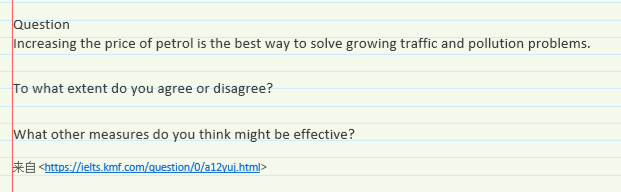 Question
Increasing the price of petrol is the best way to solve growing traffic and pollution problems.
To what extent do you agree or disagree?
What other measures do you think might be effective?
来自 <https://ielts.kmf.com/question/0/a12yuj.html>